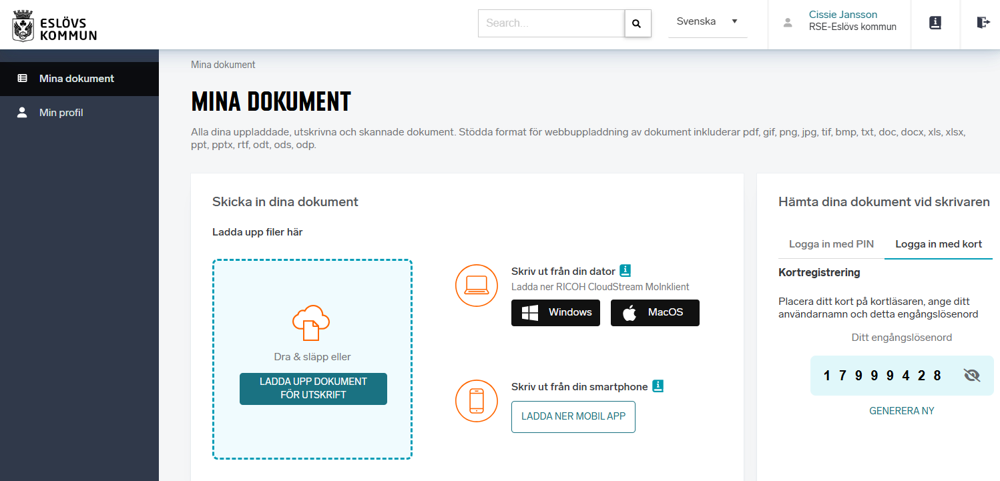 ESLÖVS
KOMMUN
Search...
Svenska
Cissie Jansson
RSE-Eslövs kommun
Mina dokument
Min profil
Mina dokument
MINA DOKUMENT
Alla dina uppladdade, utskrivna och skannade dokument. Stödda format för webbuppladdning av dokument inkluderar pdf, gif, png, jpg, tif, bmp, txt, doc, docx, xls, xlsx,
ppt, pptx, rtf, odt, ods, odp.
Skicka in dina dokument
Ladda upp filer här
Dra & släpp eller
LADDA UPP DOKUMENT
FÖR UTSKRIFT
Skriv ut från din dator
Ladda ner RICOH CloudStream Molnklient
Windows
MacOS
Skriv ut från din smartphone
LADDA NER MOBIL APP
Hämta dina dokument vid skrivaren
Logga in med PIN
Logga in med kort
Kortregistrering
Placera ditt kort på kortläsaren, ange ditt
användarnamn och detta engångslösenord
Ditt engångslösenord
1 7 9 9 9 4 2 8
GENERERA NY